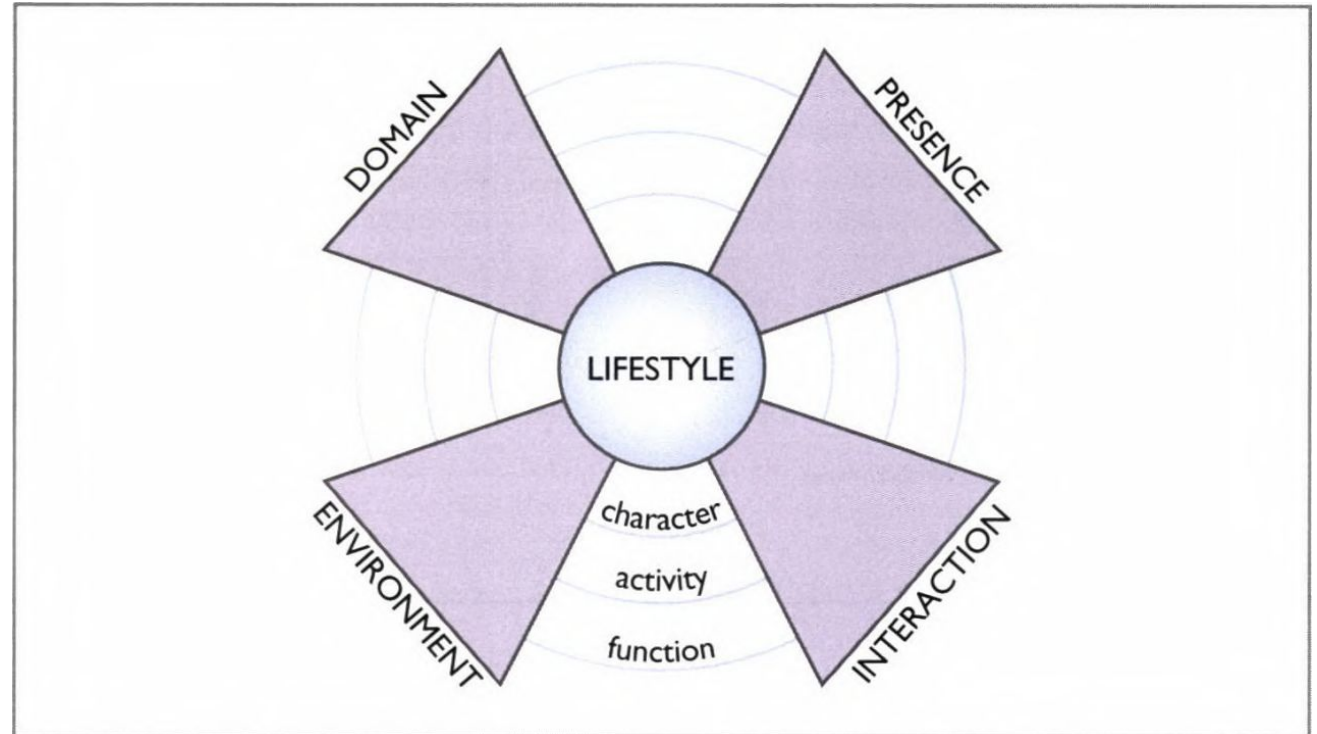 DOMAIN
PRESENCE
LIFESTYLE
character
activity
function
ENVIRONMENT
INTERACTION